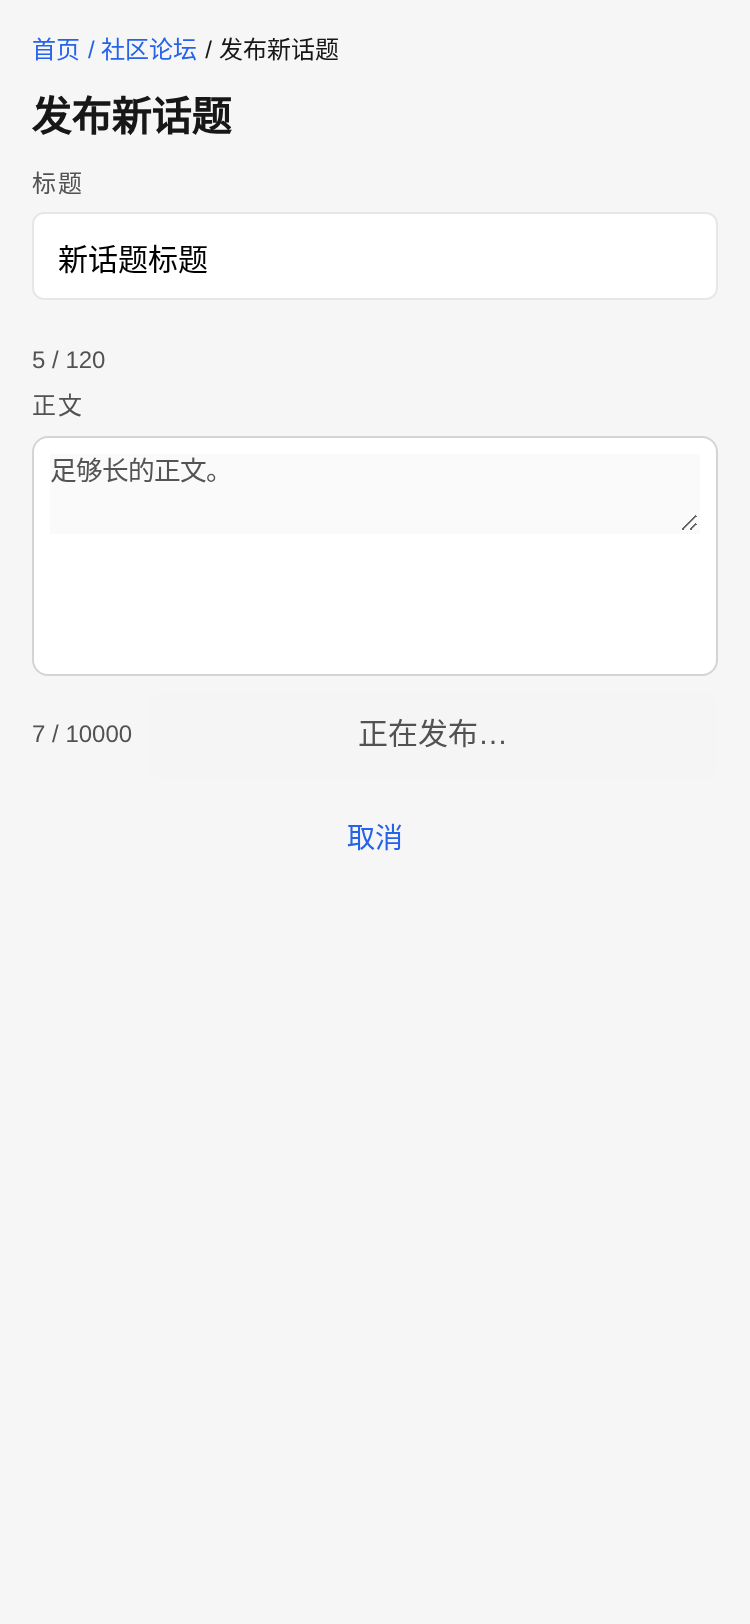 首页 / 社区论坛 / 发布新话题
发布新话题
标题
新话题标题
5 / 120
正文
足够长的正文。
7 / 10000
正在发布…
取消